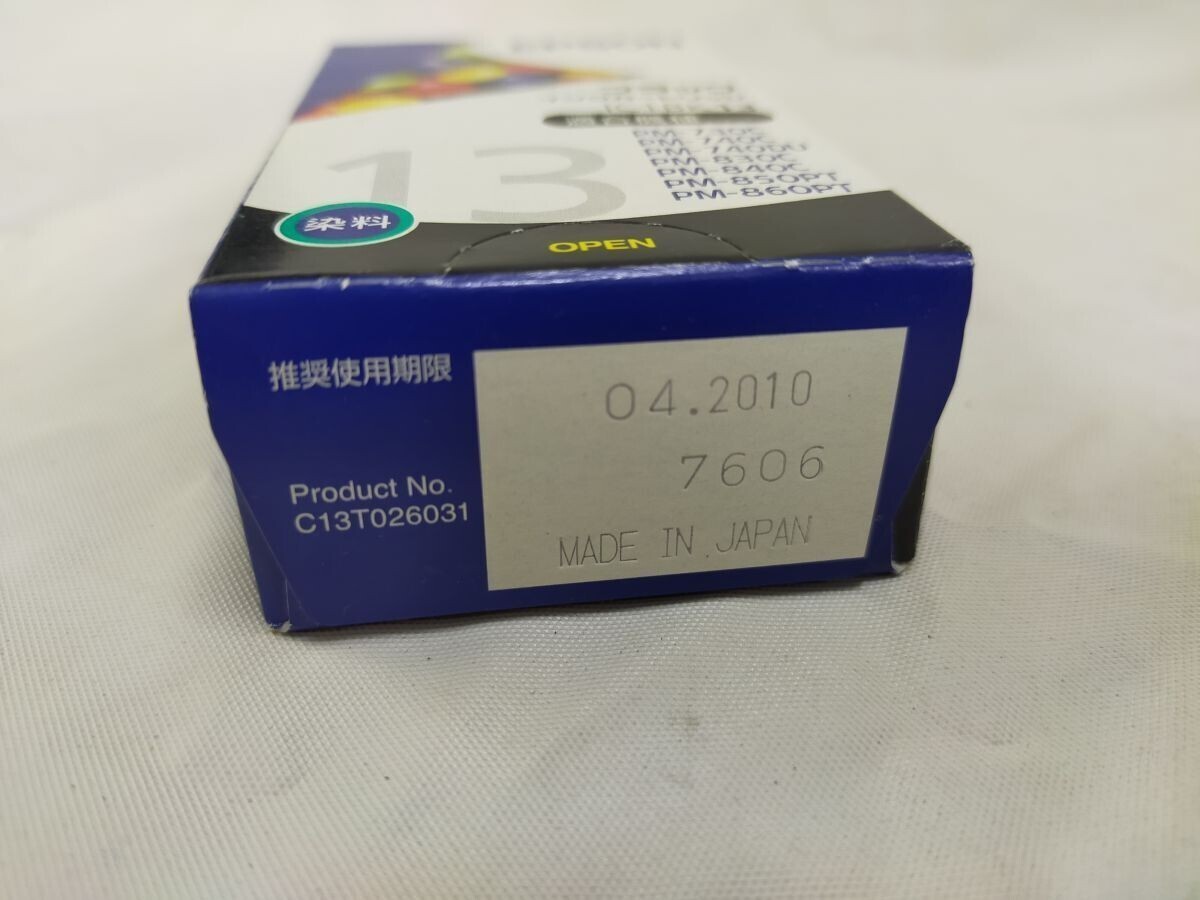 PM-730C
PM-740C
PM-740DU
PM-830C
PM-840C
PM-850PT
PM-860PT
13
染料
OPEN
推奨使用期限
04.2010
7606
Product No.
C13T026031
MADE IN JAPAN